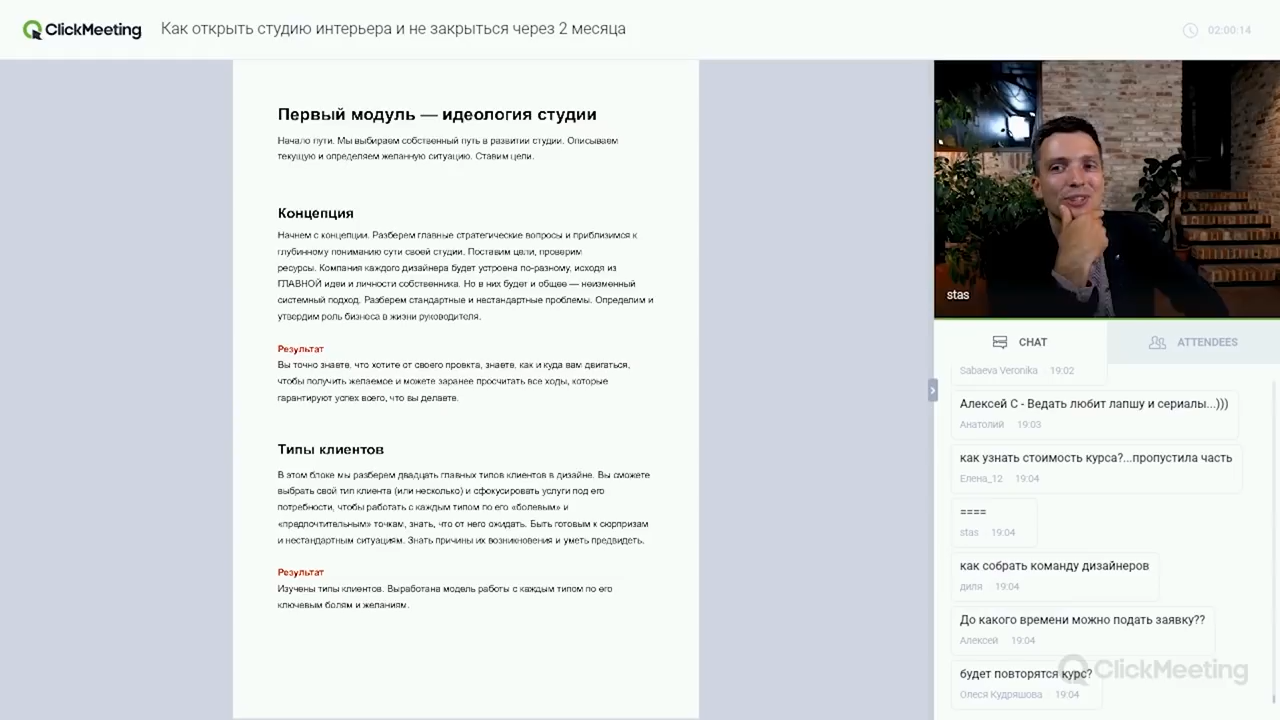 ClickMeeting
Как открыть студию интерьера и не закрыться через 2 месяца
02:00:14
Первый модуль — идеология студии
Начало пути. Мы выбираем собственный путь в развитии студии. Описываем
текущую и определяем желанную ситуацию. Ставим цели.
Концепция
Начнем с концепции. Разберем главные стратегические вопросы и приблизимся к
глубинному пониманию сути своей студии. Поставим цели, проверим
ресурсы. Компания каждого дизайнера будет устроена по-разному, исходя из
ГЛАВНОЙ идеи и личности собственника. Но в них будет и общее — неизменный
системный подход. Разберем стандартные и нестандартные проблемы. Определим и
утвердим роль бизнеса в жизни руководителя.
Результат
Вы точно знаете, что хотите от своего проекта, знаете, как и куда вам двигаться,
чтобы получить желаемое и можете заранее просчитать все ходы, которые
гарантируют успех всего, что вы делаете.
Типы клиентов
В этом блоке мы разберем двадцать главных типов клиентов в дизайне. Вы сможете
выбрать свой тип клиента (или несколько) и сфокусировать услуги под его
потребности, чтобы работать с каждым типом по его «болевым» и
«предпочтительным» точкам, знать, что от него ожидать. Быть готовым к сюрпризам
и нестандартным ситуациям. Знать причины их возникновения и уметь предвидеть.
Результат
Изучены типы клиентов. Выработана модель работы с каждым типом по его
ключевым болям и желаниям.
stas
CHAT
ATTENDEES
Sabaeva Veronika 19:02
Алексей С - Ведать любит лапшу и сериалы...)))
Анатолий 19:03
как узнать стоимость курса?...пропустила часть
Елена_12 19:04
====
stas 19:04
как собрать команду дизайнеров
диля 19:04
До какого времени можно подать заявку??
Алексей 19:04
будет повторятся курс?
Олеся Кудряшова 19:04
ClickMeeting